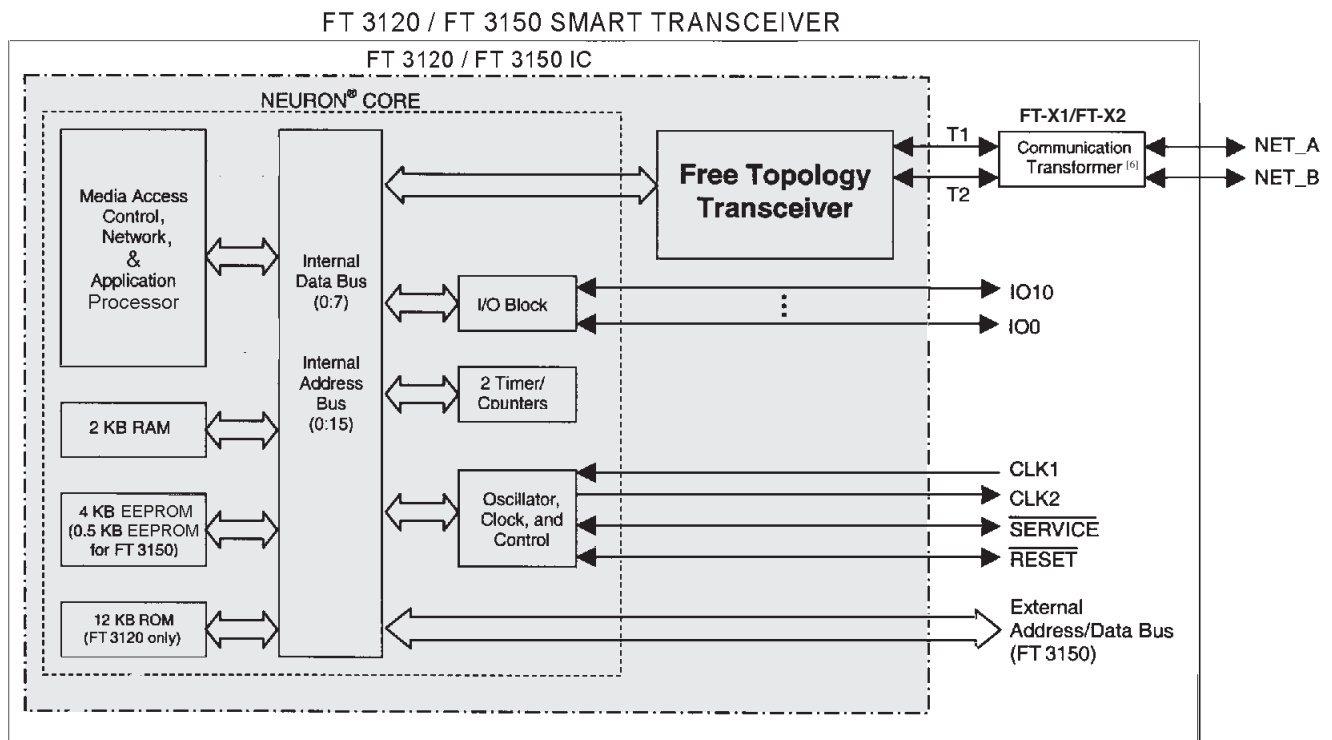 FT 3120 / FT 3150 SMART TRANSCEIVER
FT 3120 / FT 3150 IC
NEURON® CORE
Media Access
Control,
Network,
&
Application
Processor
2 KB RAM
4 KB EEPROM
(0.5 KB EEPROM
for FT 3150)
12 KB ROM
(FT 3120 only)
Internal
Data Bus
(0:7)
Internal
Address
Bus
(0:15)
Free Topology
Transceiver
I/O Block
2 Timer/
Counters
Oscillator,
Clock, and
Control
T1
T2
FT-X1/FT-X2
Communication
Transformer [6]
NET_A
NET_B
IO10
IO0
CLK1
CLK2
SERVICE
RESET
External
Address/Data Bus
(FT 3150)